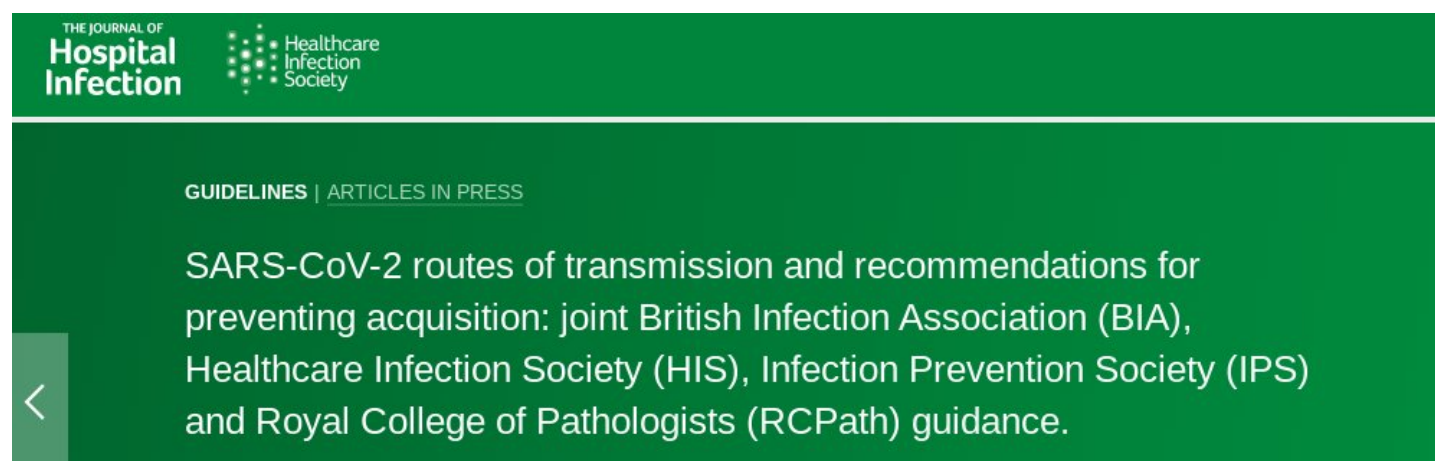 THE JOURNAL OF
Hospital
Infection
Healthcare
Infection
Society
GUIDELINES | ARTICLES IN PRESS
SARS-CoV-2 routes of transmission and recommendations for
preventing acquisition: joint British Infection Association (BIA),
Healthcare Infection Society (HIS), Infection Prevention Society (IPS)
and Royal College of Pathologists (RCPath) guidance.